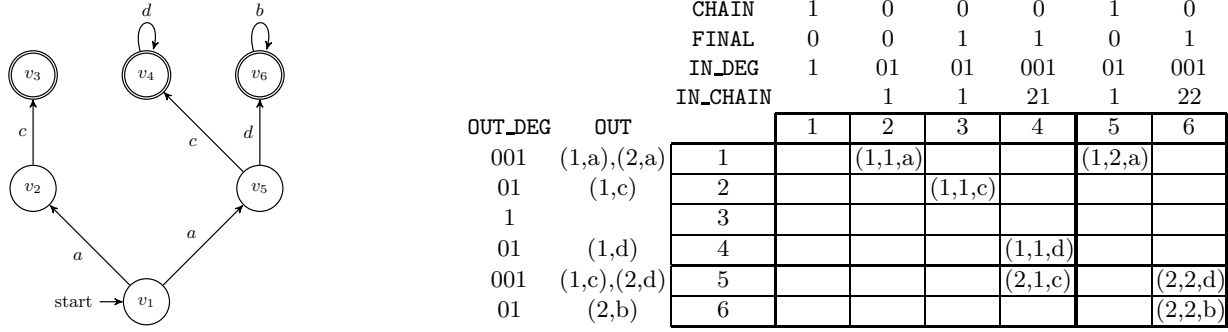 d b
v3 v4 v6
c c d
v2 v5
a a
start v1
CHAIN 1 0 0 0 1 0
FINAL 0 0 1 1 0 1
IN_DEG 1 01 01 001 01 001
IN_CHAIN 1 1 21 1 22
OUT_DEG OUT 1 2 3 4 5 6
001 (1,a),(2,a) 1 (1,1,a) (1,2,a)
01 (1,c) 2 (1,1,c)
1 3
01 (1,d) 4 (1,1,d)
001 (1,c),(2,d) 5 (2,1,c) (2,2,d)
01 (2,b) 6 (2,2,b)